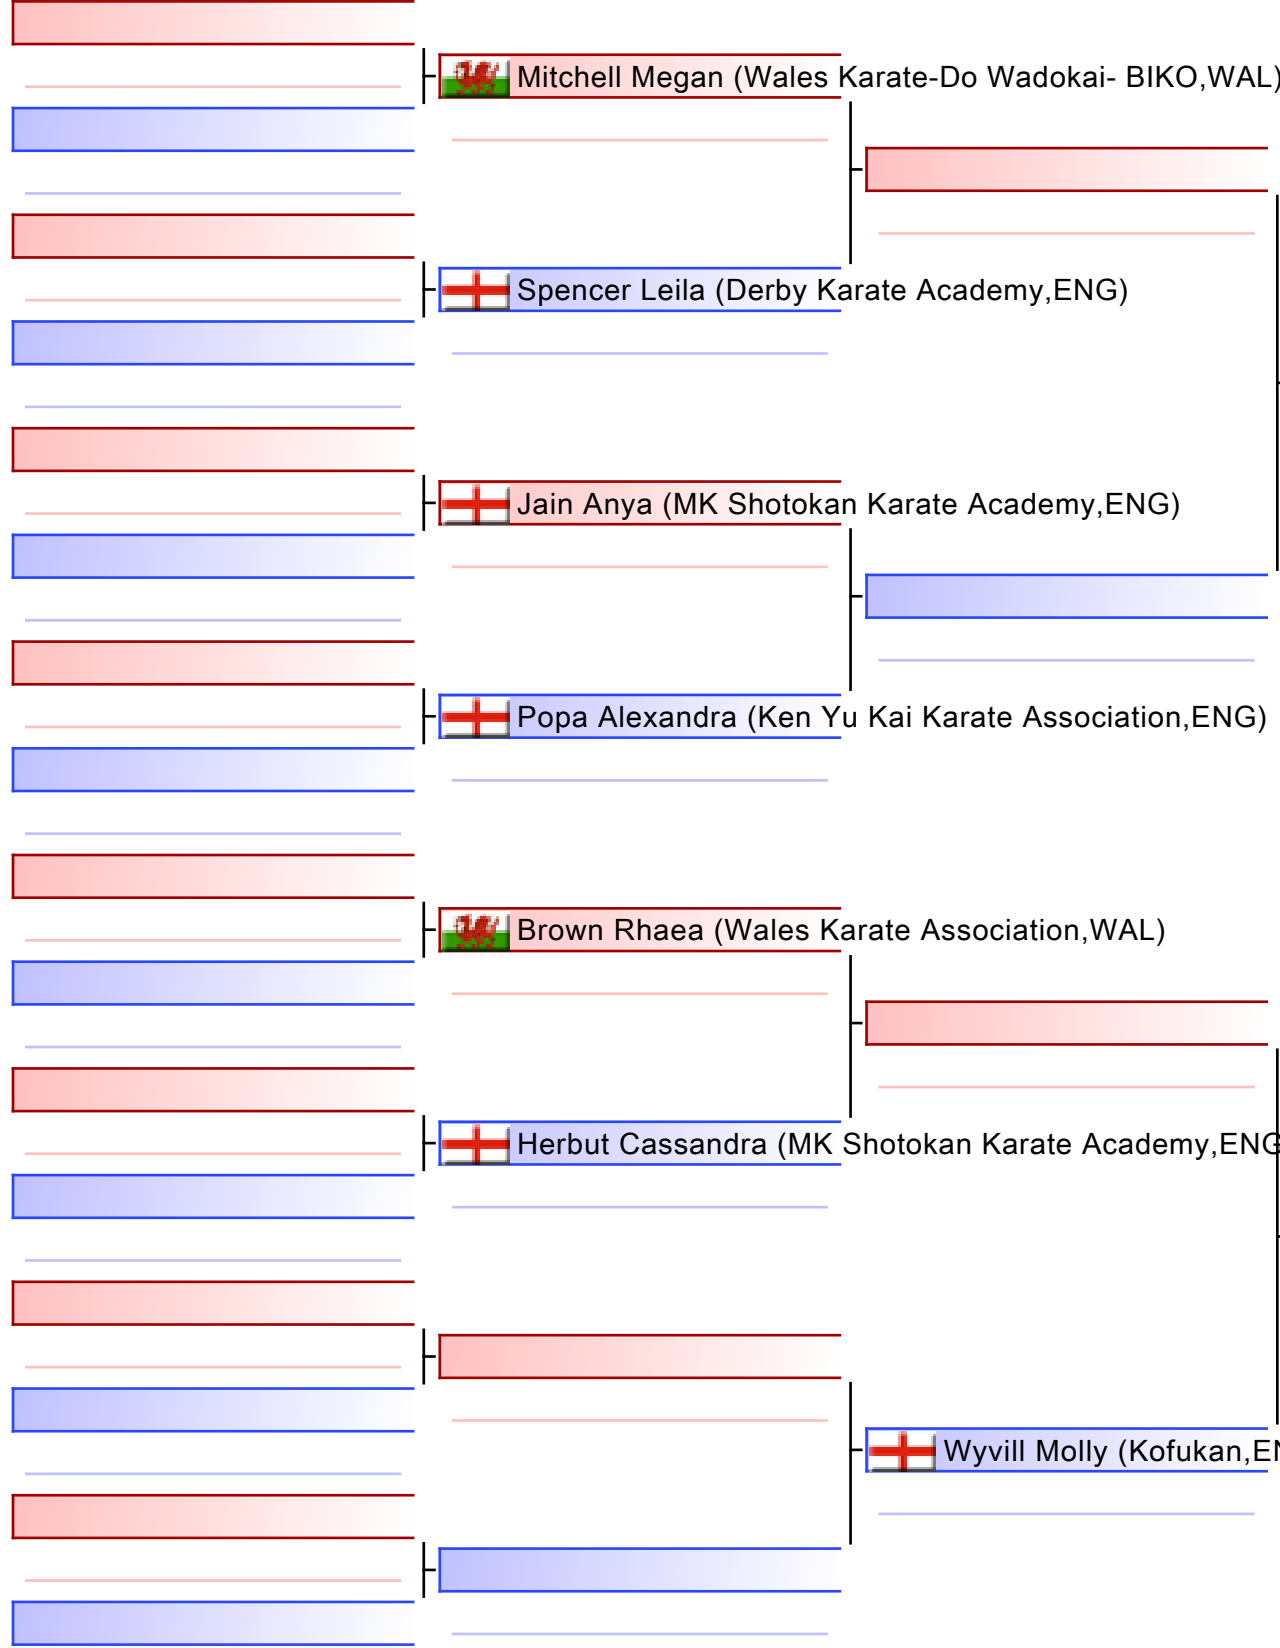 Mitchell Megan (Wales Karate-Do Wadokai- BIKO,WAL)
Spencer Leila (Derby Karate Academy,ENG)
Jain Anya (MK Shotokan Karate Academy,ENG)
Popa Alexandra (Ken Yu Kai Karate Association,ENG)
Brown Rhaea (Wales Karate Association,WAL)
Herbut Cassandra (MK Shotokan Karate Academy,ENG
Wyvill Molly (Kofukan,EN